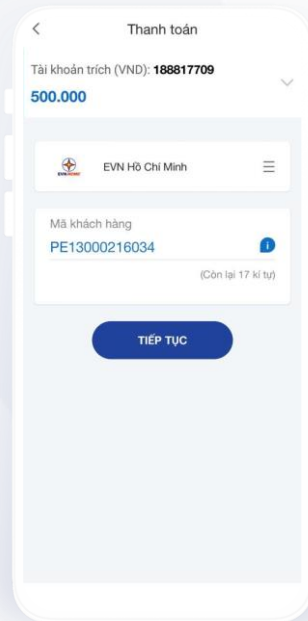 Thanh toán
Tài khoản trích (VND): 188817709
500.000
EVN Hồ Chí Minh
Mã khách hàng
PE13000216034
(Còn lại 17 kí tự)
TIẾP TỤC